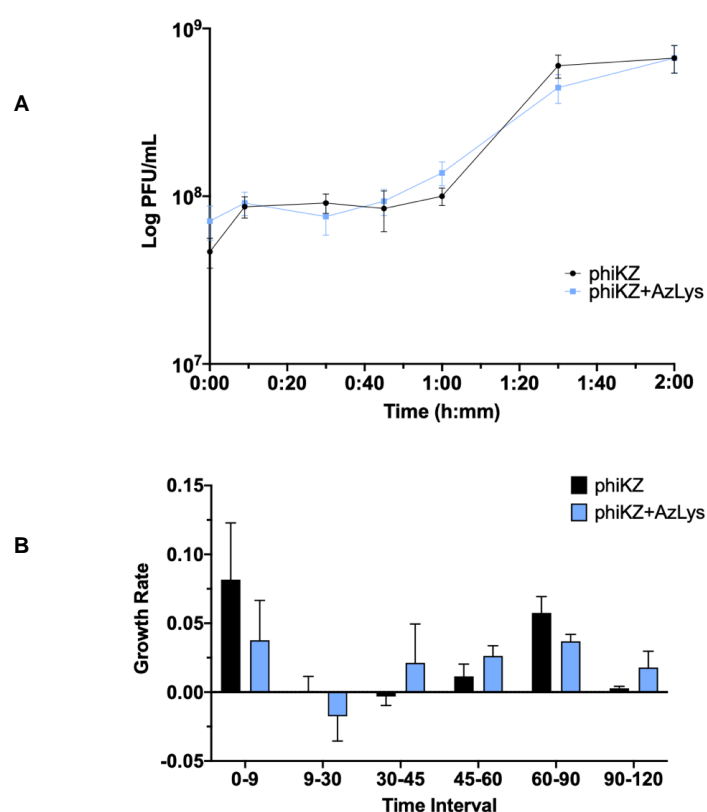 A
10⁹
10⁸
10⁷
Log PFU/mL
phiKZ
phiKZ+AzLys
0:00 0:20 0:40 1:00 1:20 1:40 2:00
Time (h:mm)
B
0.15
0.10
0.05
0.00
-0.05
Growth Rate
phiKZ
phiKZ+AzLys
0-9 9-30 30-45 45-60 60-90 90-120
Time Interval